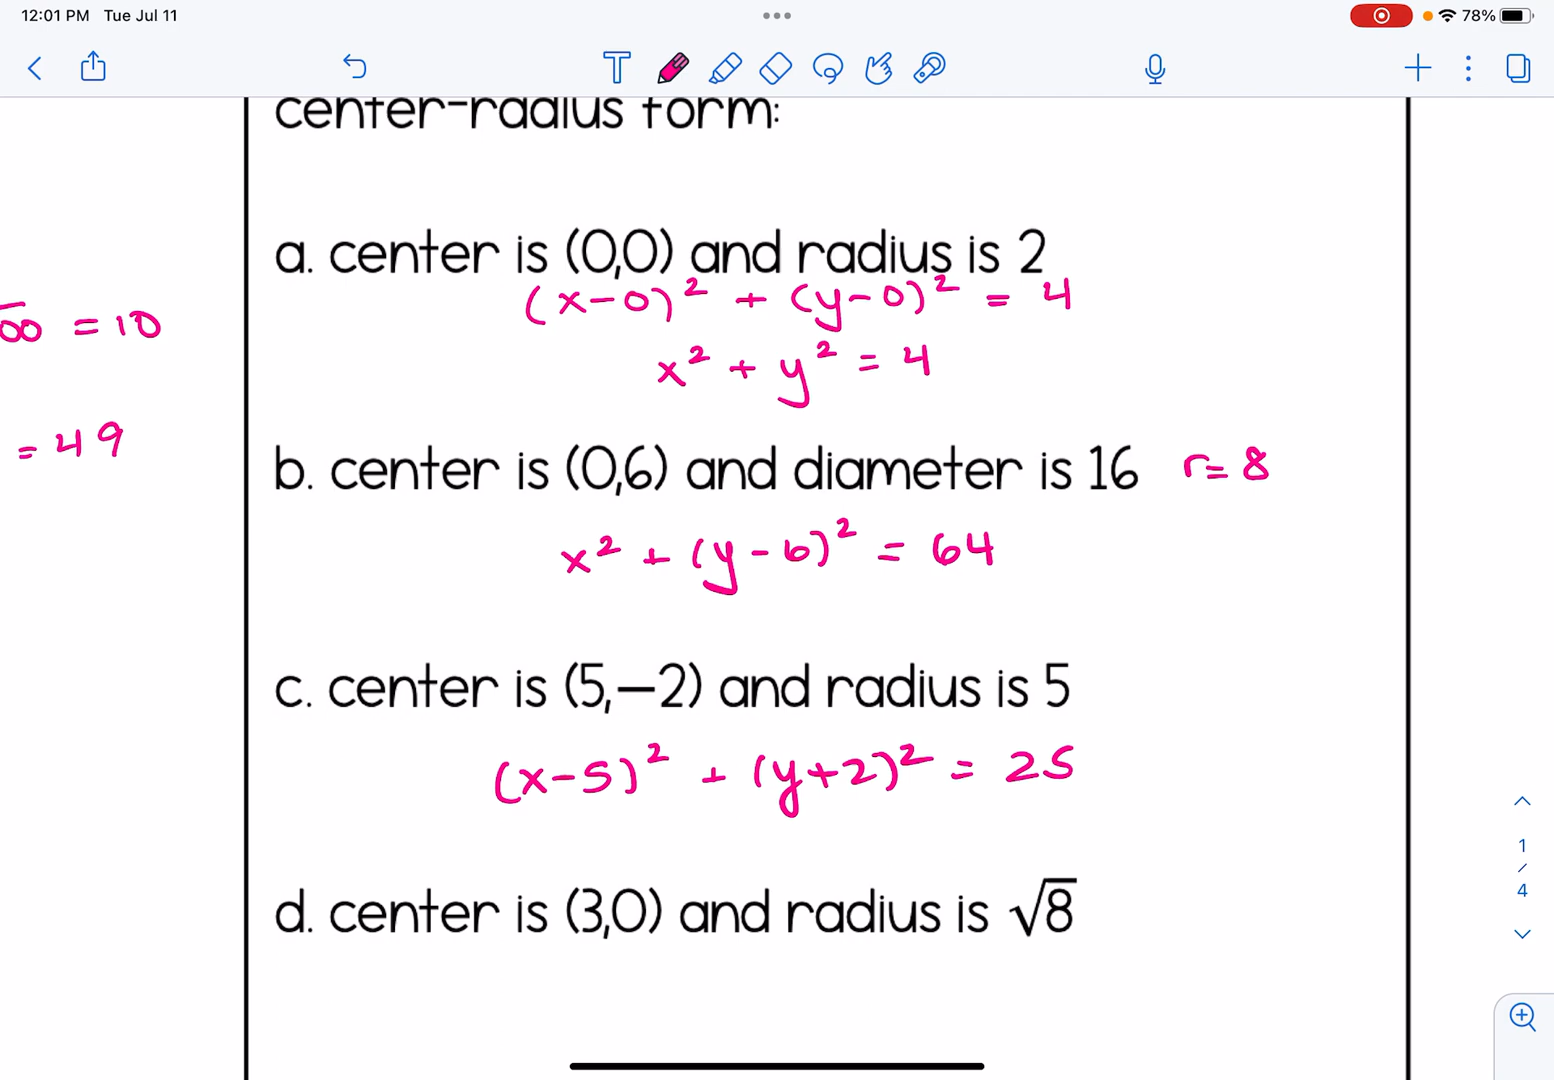 12:01 PM Tue Jul 11
78%
center-radius form:
a. center is (0,0) and radius is 2
(x-0)² + (y-0)² = 4
x² + y² = 4
00 = 10
= 49
b. center is (0,6) and diameter is 16 r = 8
x² + (y-6)² = 64
c. center is (5,−2) and radius is 5
(x-5)² + (y+2)² = 25
d. center is (3,0) and radius is √8
1
/
4